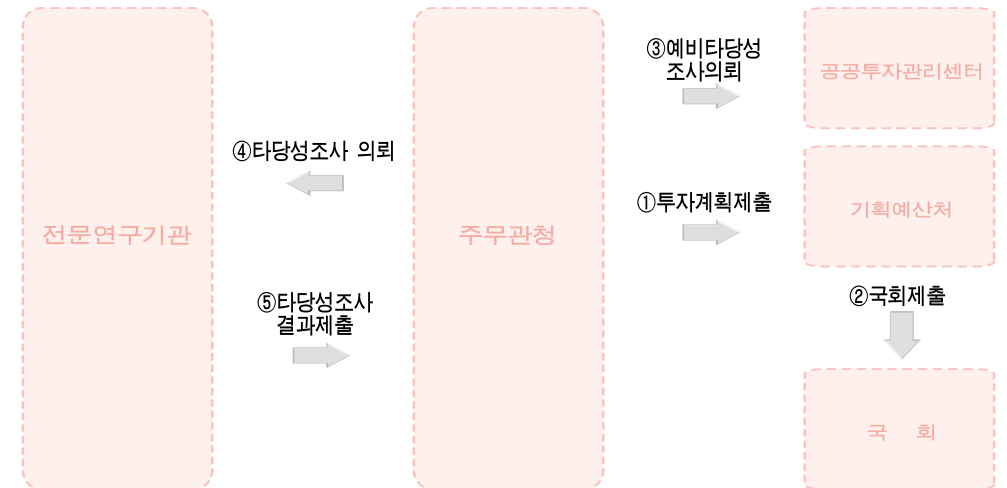 ③예비타당성
조사의뢰
공공투자관리센터
④타당성조사 의뢰
①투자계획제출
기획예산처
전문연구기관
주무관청
⑤타당성조사
결과제출
②국회제출
국 회